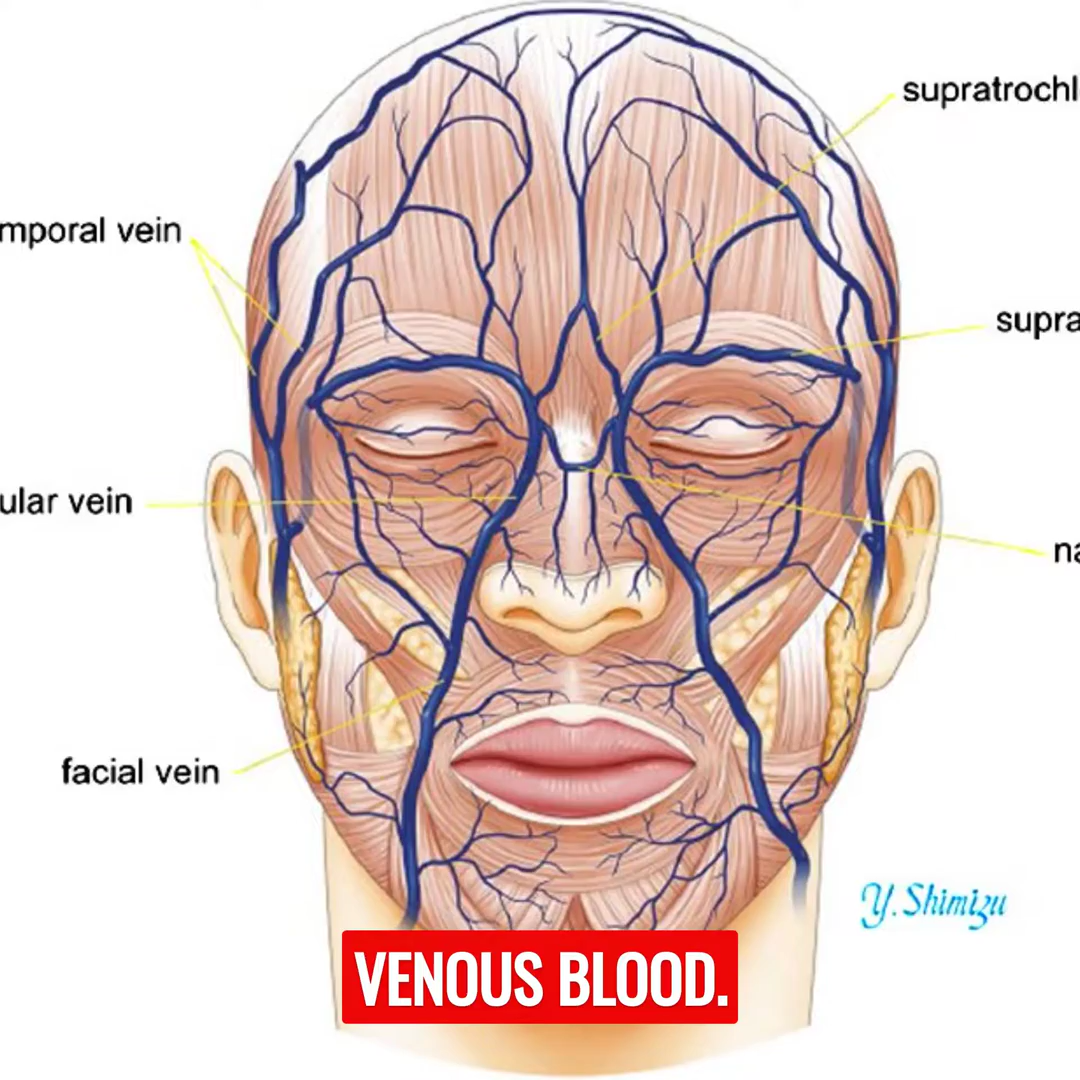 supratrochl
mporal vein
supra
ular vein
na
facial vein
Y. Shimizu
VENOUS BLOOD.